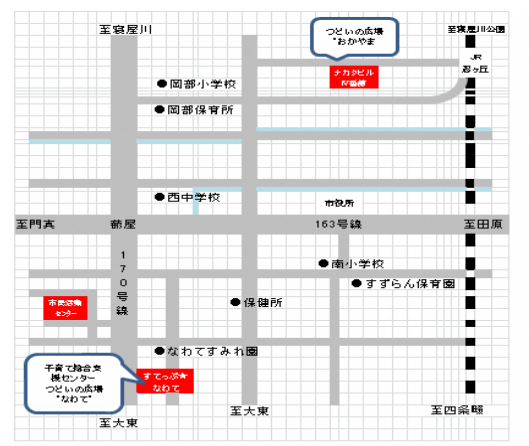 至寝屋川
つどいの広場
"おかやま
至寝屋川公園
JR
忍ヶ丘
ナカタビル
Ⅳ番館
●岡部小学校
●岡部保育所
●西中学校
市役所
至門真
蔀屋
163号線
至田原
170号線
●南小学校
●すずらん保育園
市民活動
センター
●保健所
●なわてすみれ園
子育て総合支
援センター
つどいの広場
"なわて"
すてっぷ★
なわて
至大東
至大東
至四条畷